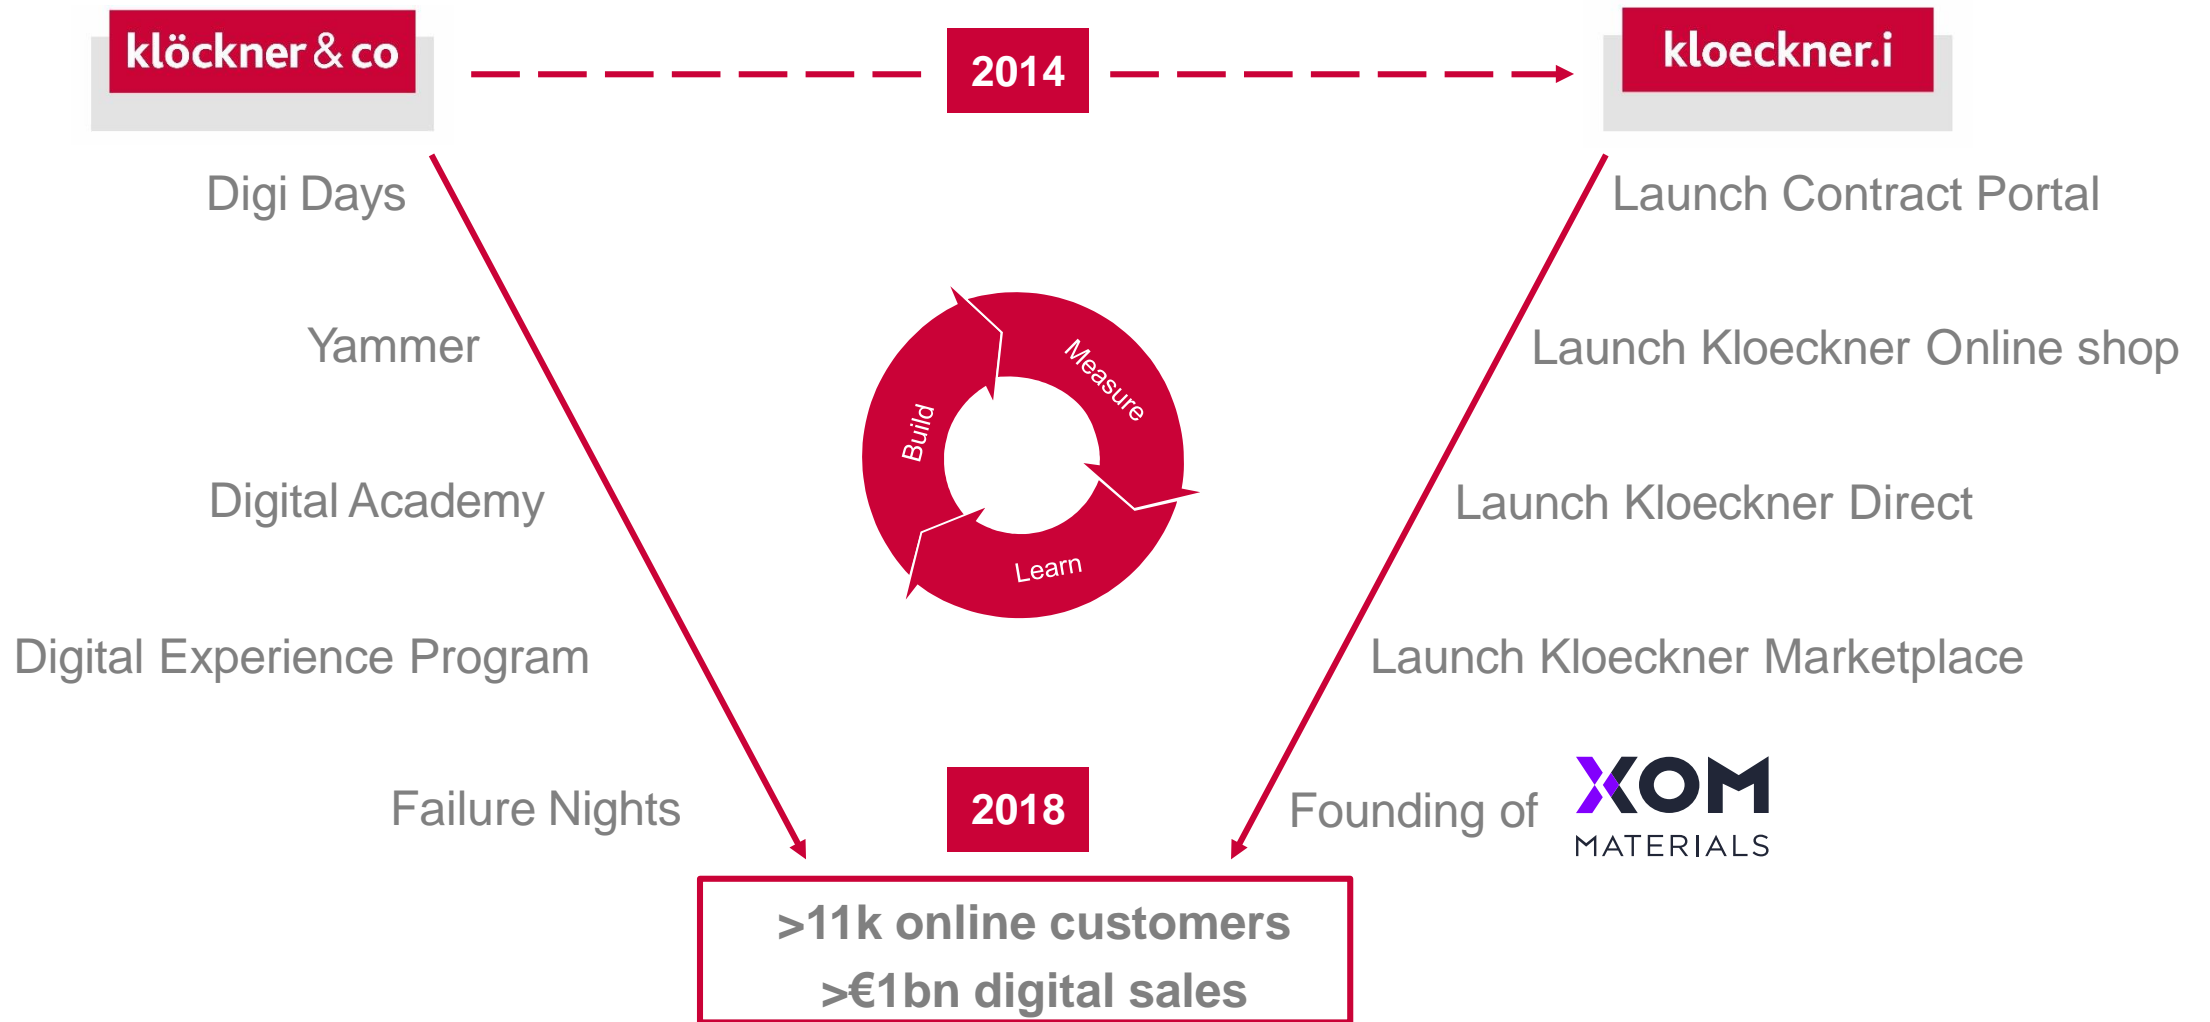 klöckner & co
2014
kloeckner.i
Digi Days
Launch Contract Portal
Yammer
Measure
Launch Kloeckner Online shop
Build
Digital Academy
Launch Kloeckner Direct
Learn
Digital Experience Program
Launch Kloeckner Marketplace
Failure Nights
2018
Founding of
XOM
MATERIALS
>11k online customers
>€1bn digital sales